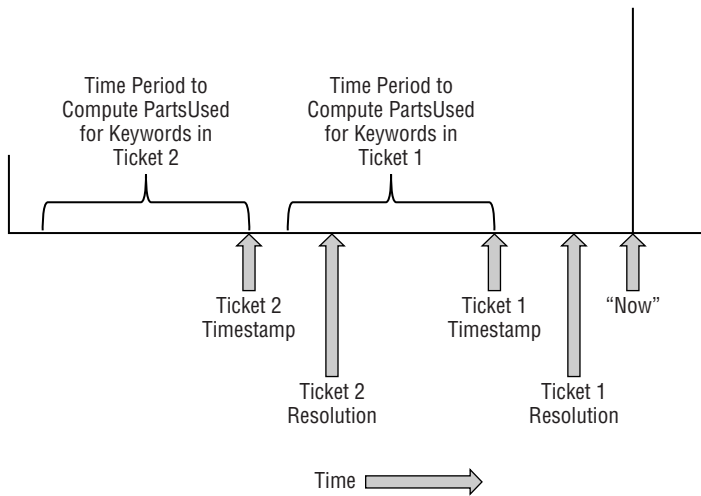 Time Period to
Compute PartsUsed
for Keywords in
Ticket 2
Time Period to
Compute PartsUsed
for Keywords in
Ticket 1
Ticket 2
Timestamp
Ticket 1
Timestamp
“Now”
Ticket 2
Resolution
Ticket 1
Resolution
Time